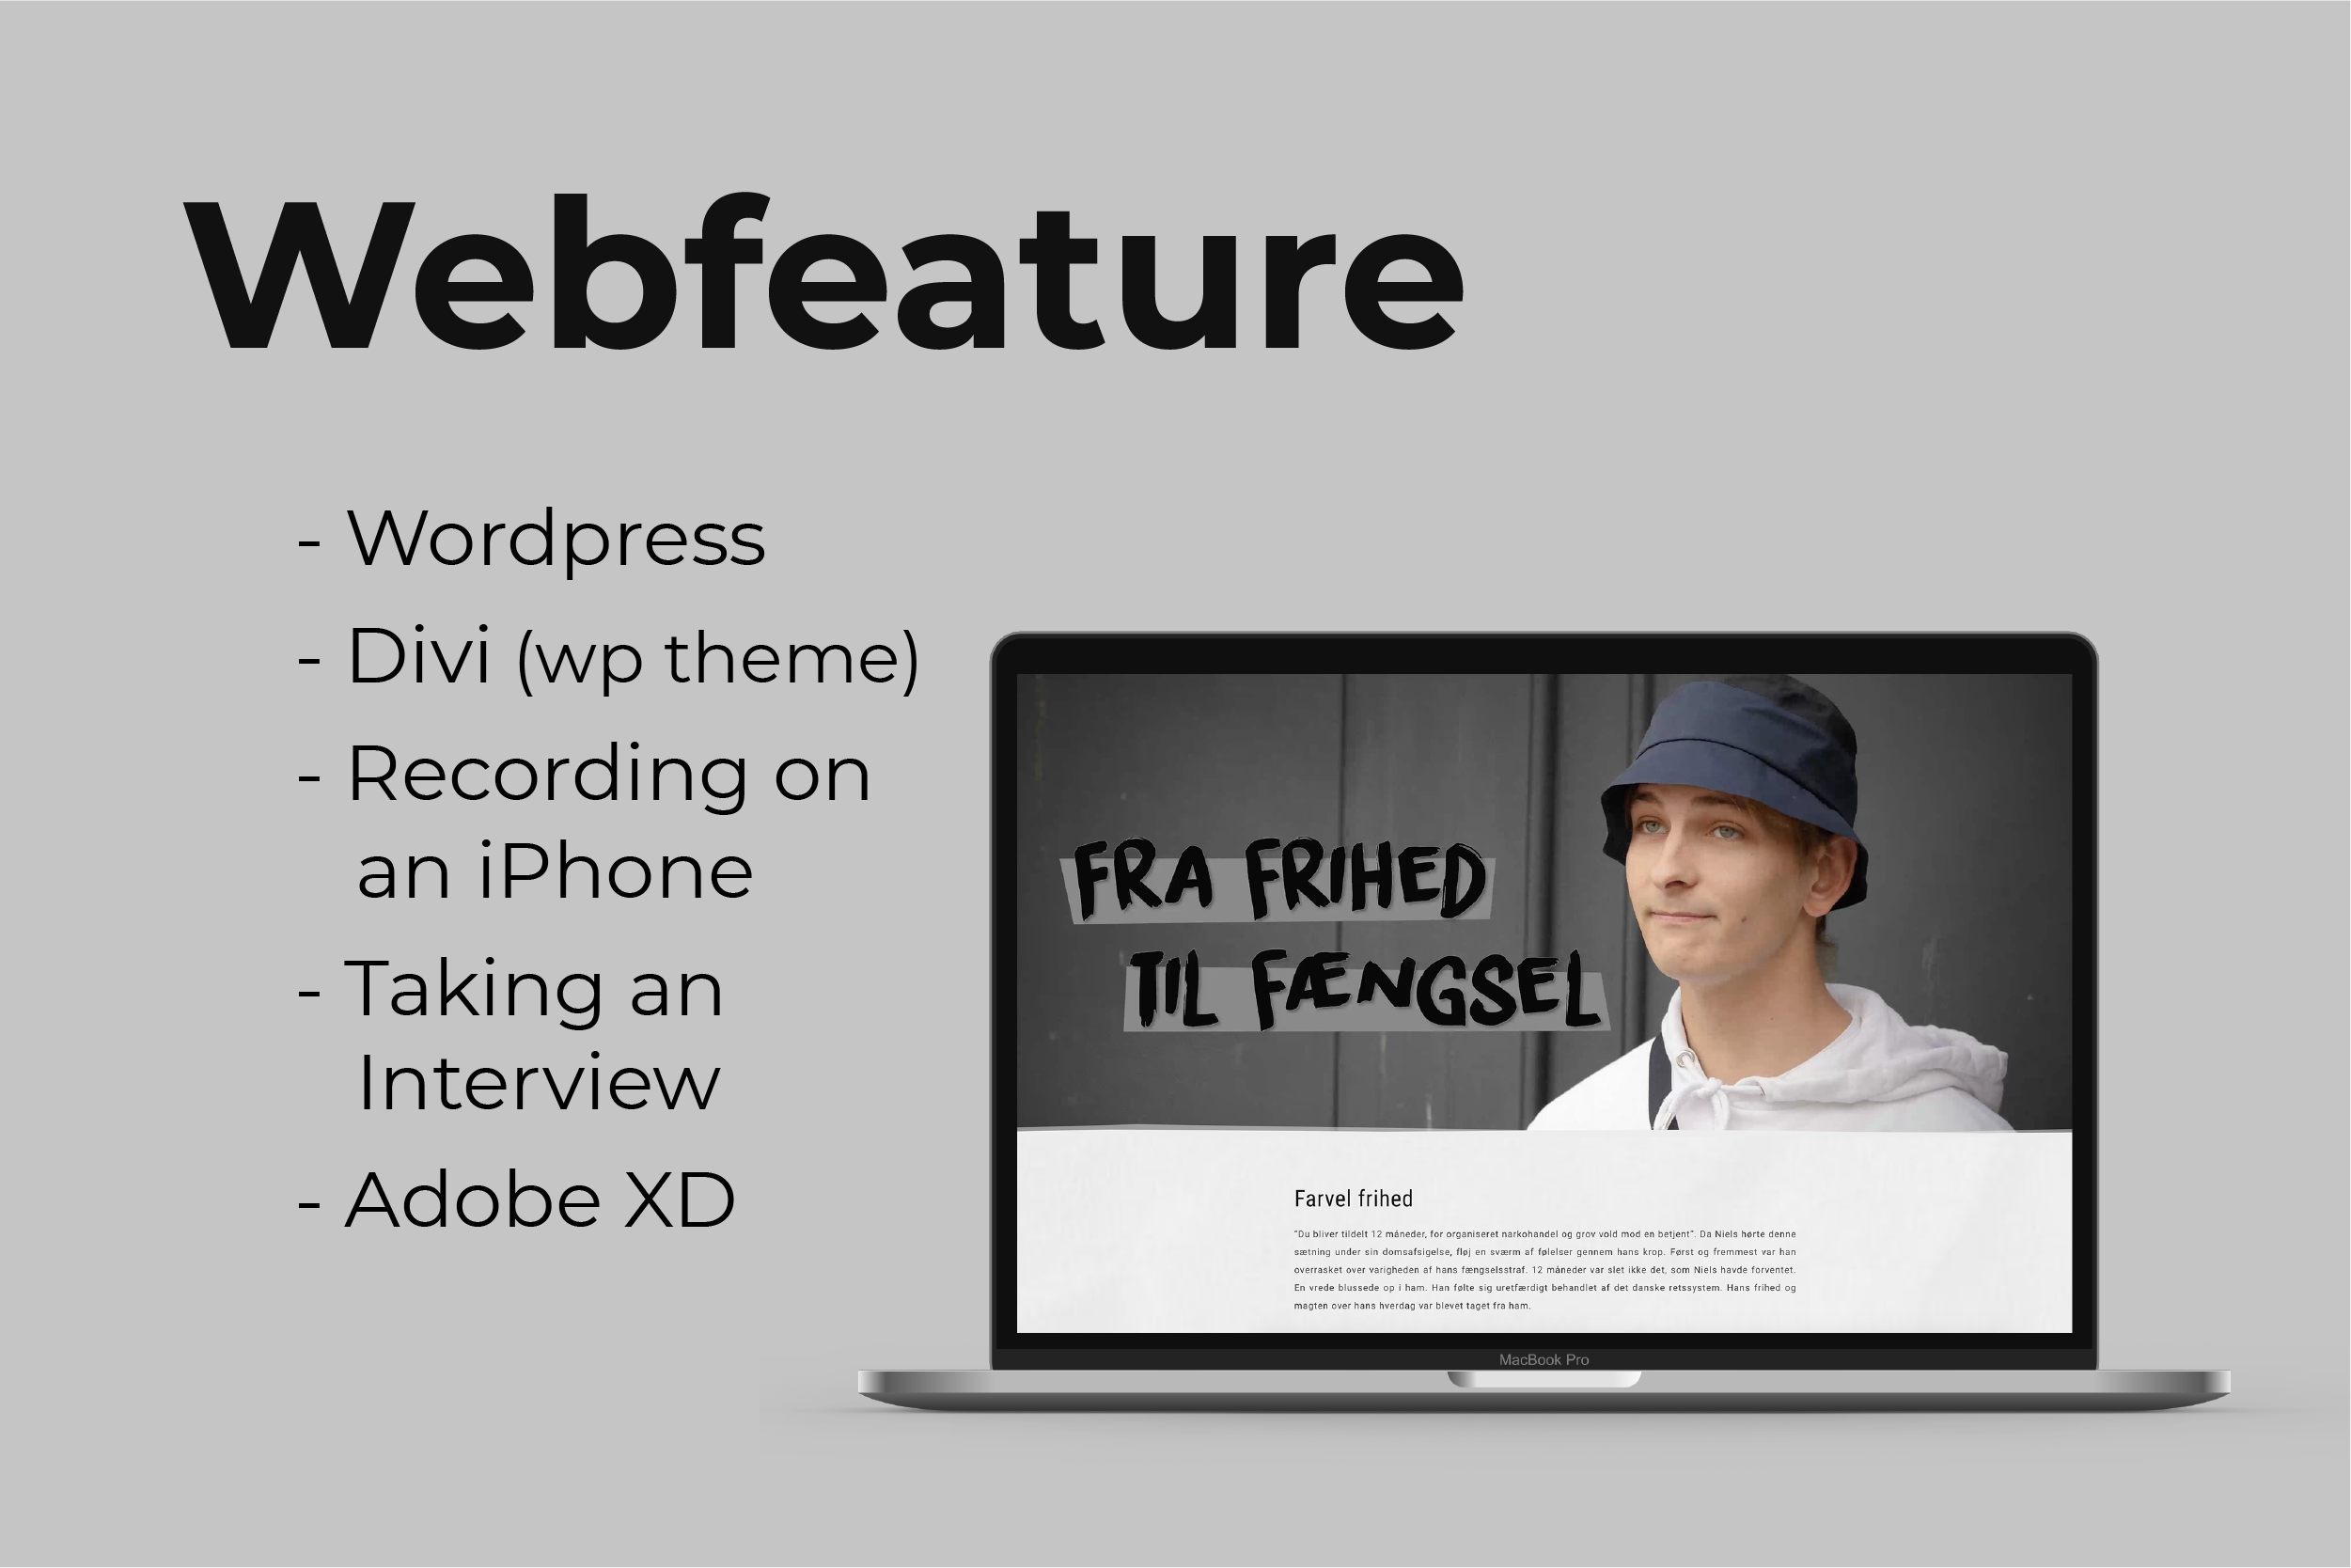 Webfeature
- Wordpress
- Divi (wp theme)
- Recording on
an iPhone
- Taking an
Interview
- Adobe XD
FRA FRIHED
TIL FÆNGSEL
Farvel frihed
"Du bliver tildelt 12 måneder, for organiseret narkohandel og grov vold mod en betjent". Da Niels hørte denne
sætning under sin domsafsigelse, fløj en sværm af følelser gennem hans krop. Først og fremmest var han
overrasket over varigheden af hans fængselsstraf. 12 måneder var slet ikke det, som Niels havde forventet.
En vrede blussede op i ham. Han følte sig uretfærdigt behandlet af det danske retssystem. Hans frihed og
magten over hans hverdag var blevet taget fra ham.
MacBook Pro